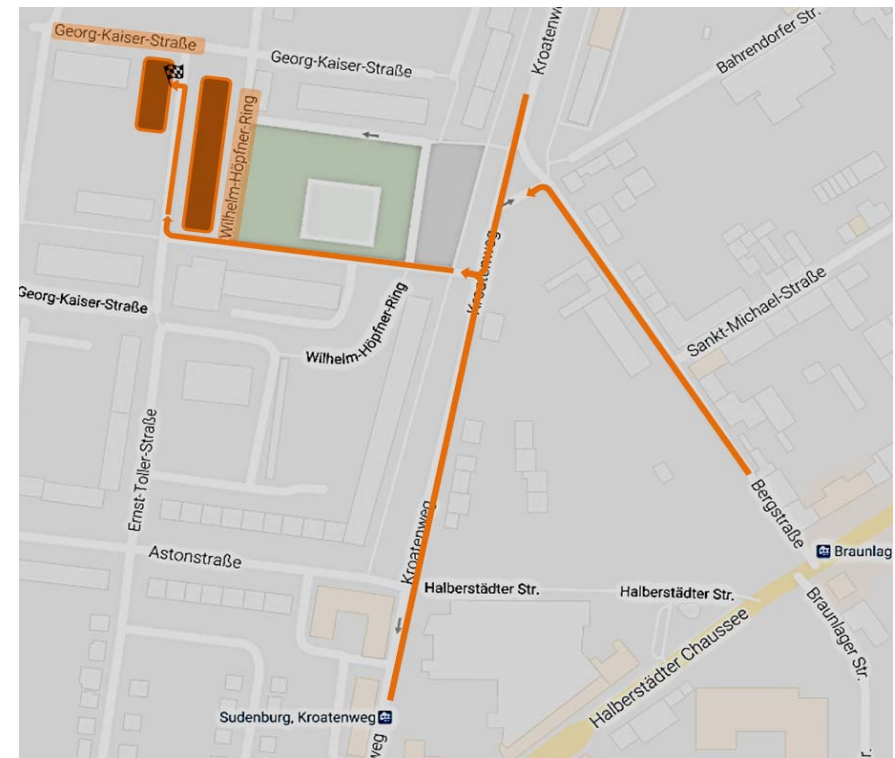 Georg-Kaiser-Straße
Georg-Kaiser-Straße
Kroatenw
Bahrendorfer Str.
Wilhelm-Höpfner-Ring
Kroatenweg
Georg-Kaiser-Straße
Wilhelm-Höpfner-Ring
Sankt-Michael-Straße
Ernst-Toller-Straße
Kroatenweg
Bergstraße
Astonstraße
Braunlag
Halberstädter Str.
Halberstädter Str.
Halberstädter Chaussee
Braunlager Str.
Sudenburg, Kroatenweg
weg
r.